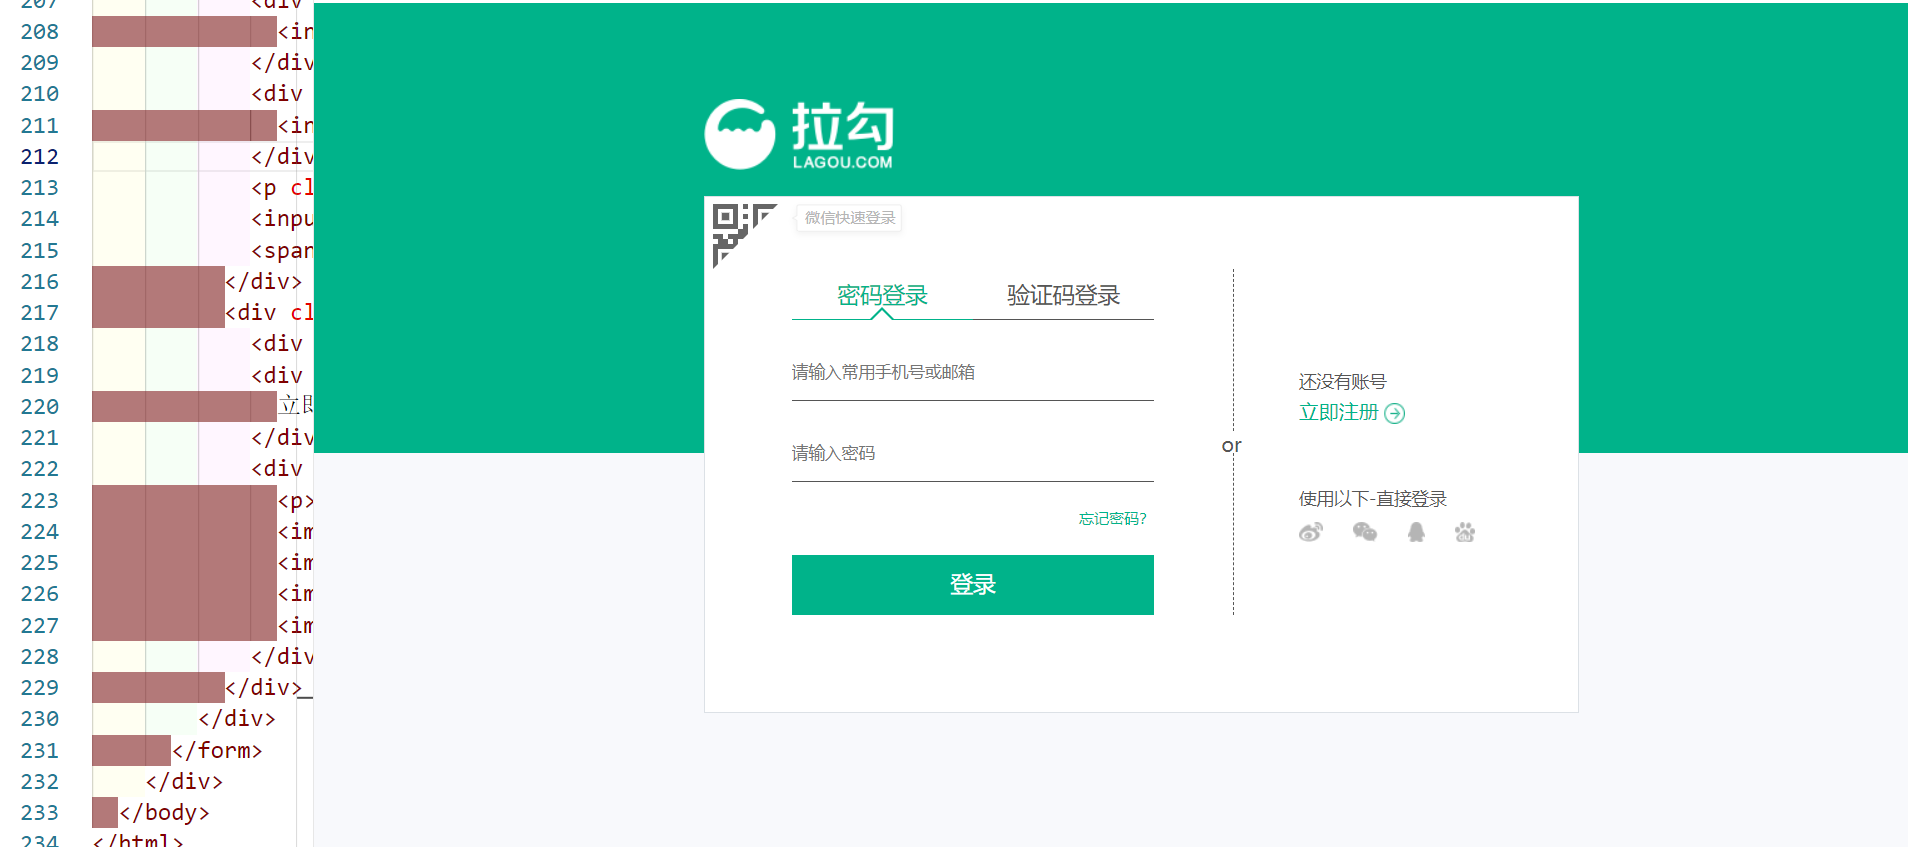 207 <div
208 <in
209 </div
210 <div
211 <in
212 </div
213 <p cl
214 <inpu
215 <span
216 </div>
217 <div cl
218 <div
219 <div
220 立即
221 </div
222 <div
223 <p>
224 <im
225 <im
226 <im
227 <im
228 </div
229 </div>
230 </div>
231 </form>
232 </div>
233 </body>
234 </html>
拉勾
LAGOU.COM
微信快速登录
密码登录 验证码登录
请输入常用手机号或邮箱
请输入密码
忘记密码?
登录
or
还没有账号
立即注册
使用以下-直接登录
du